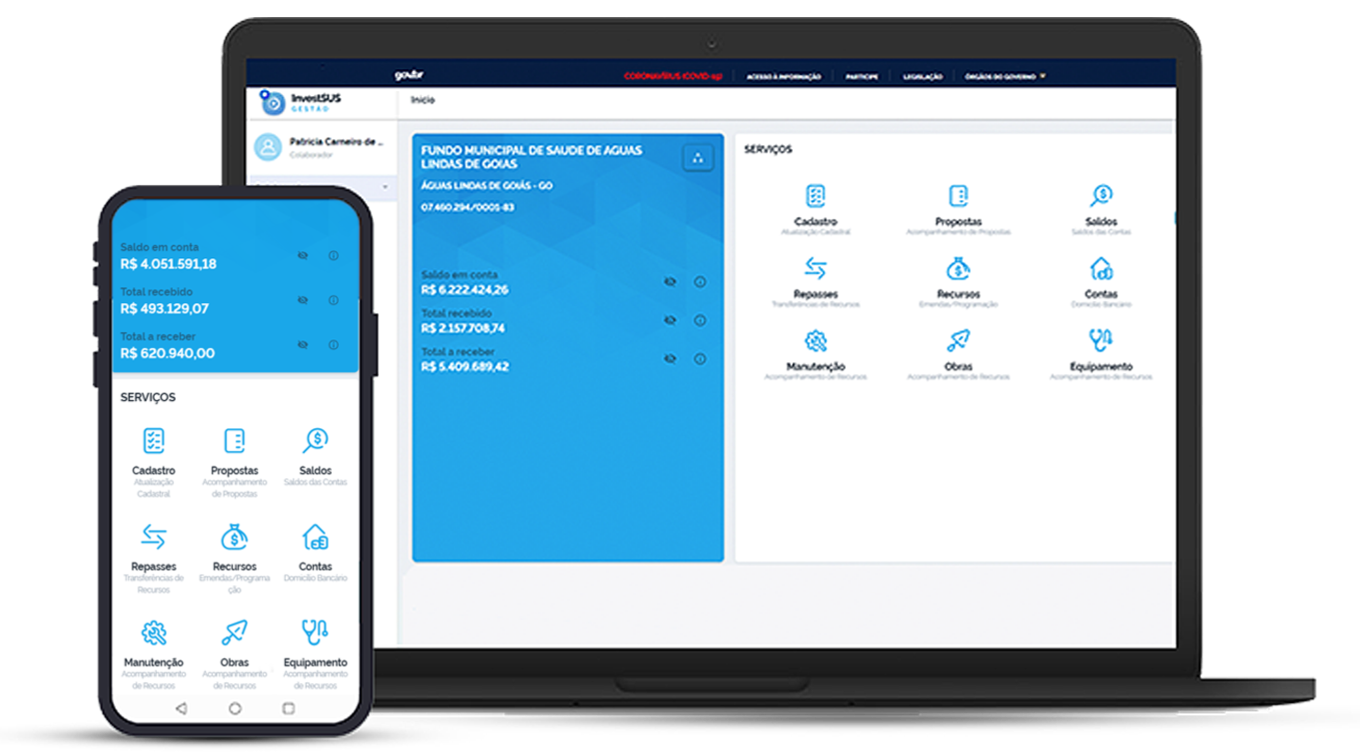 gov.br
CORONAVÍRUS (COVID-19)
ACESSO À INFORMAÇÃO
PARTICIPE
LEGISLAÇÃO
ÓRGÃOS DO GOVERNO
InvestSUS
GESTÃO
Início
Patricia Carneiro de ...
Colaborador
FUNDO MUNICIPAL DE SAUDE DE AGUAS
LINDAS DE GOIAS
ÁGUAS LINDAS DE GOIÁS - GO
07.460.294/0001-83
Saldo em conta
R$ 6.222.424,26
Total recebido
R$ 2.157.708,74
Total a receber
R$ 5.409.689,42
SERVIÇOS
Cadastro
Atualização Cadastral
Propostas
Acompanhamento de Propostas
Saldos
Saldos das Contas
Repasses
Transferências de Recursos
Recursos
Emendas/Programação
Contas
Domicílio Bancário
Manutenção
Acompanhamento de Recursos
Obras
Acompanhamento de Recursos
Equipamento
Acompanhamento de Recursos
Saldo em conta
R$ 4.051.591,18
Total recebido
R$ 493.129,07
Total a receber
R$ 620.940,00
SERVIÇOS
Cadastro
Atualização
Cadastral
Propostas
Acompanhamento
de Propostas
Saldos
Saldos das Contas
Repasses
Transferências de
Recursos
Recursos
Emendas/Programa
ção
Contas
Domicílio Bancário
Manutenção
Acompanhamento
de Recursos
Obras
Acompanhamento
de Recursos
Equipamento
Acompanhamento
de Recursos